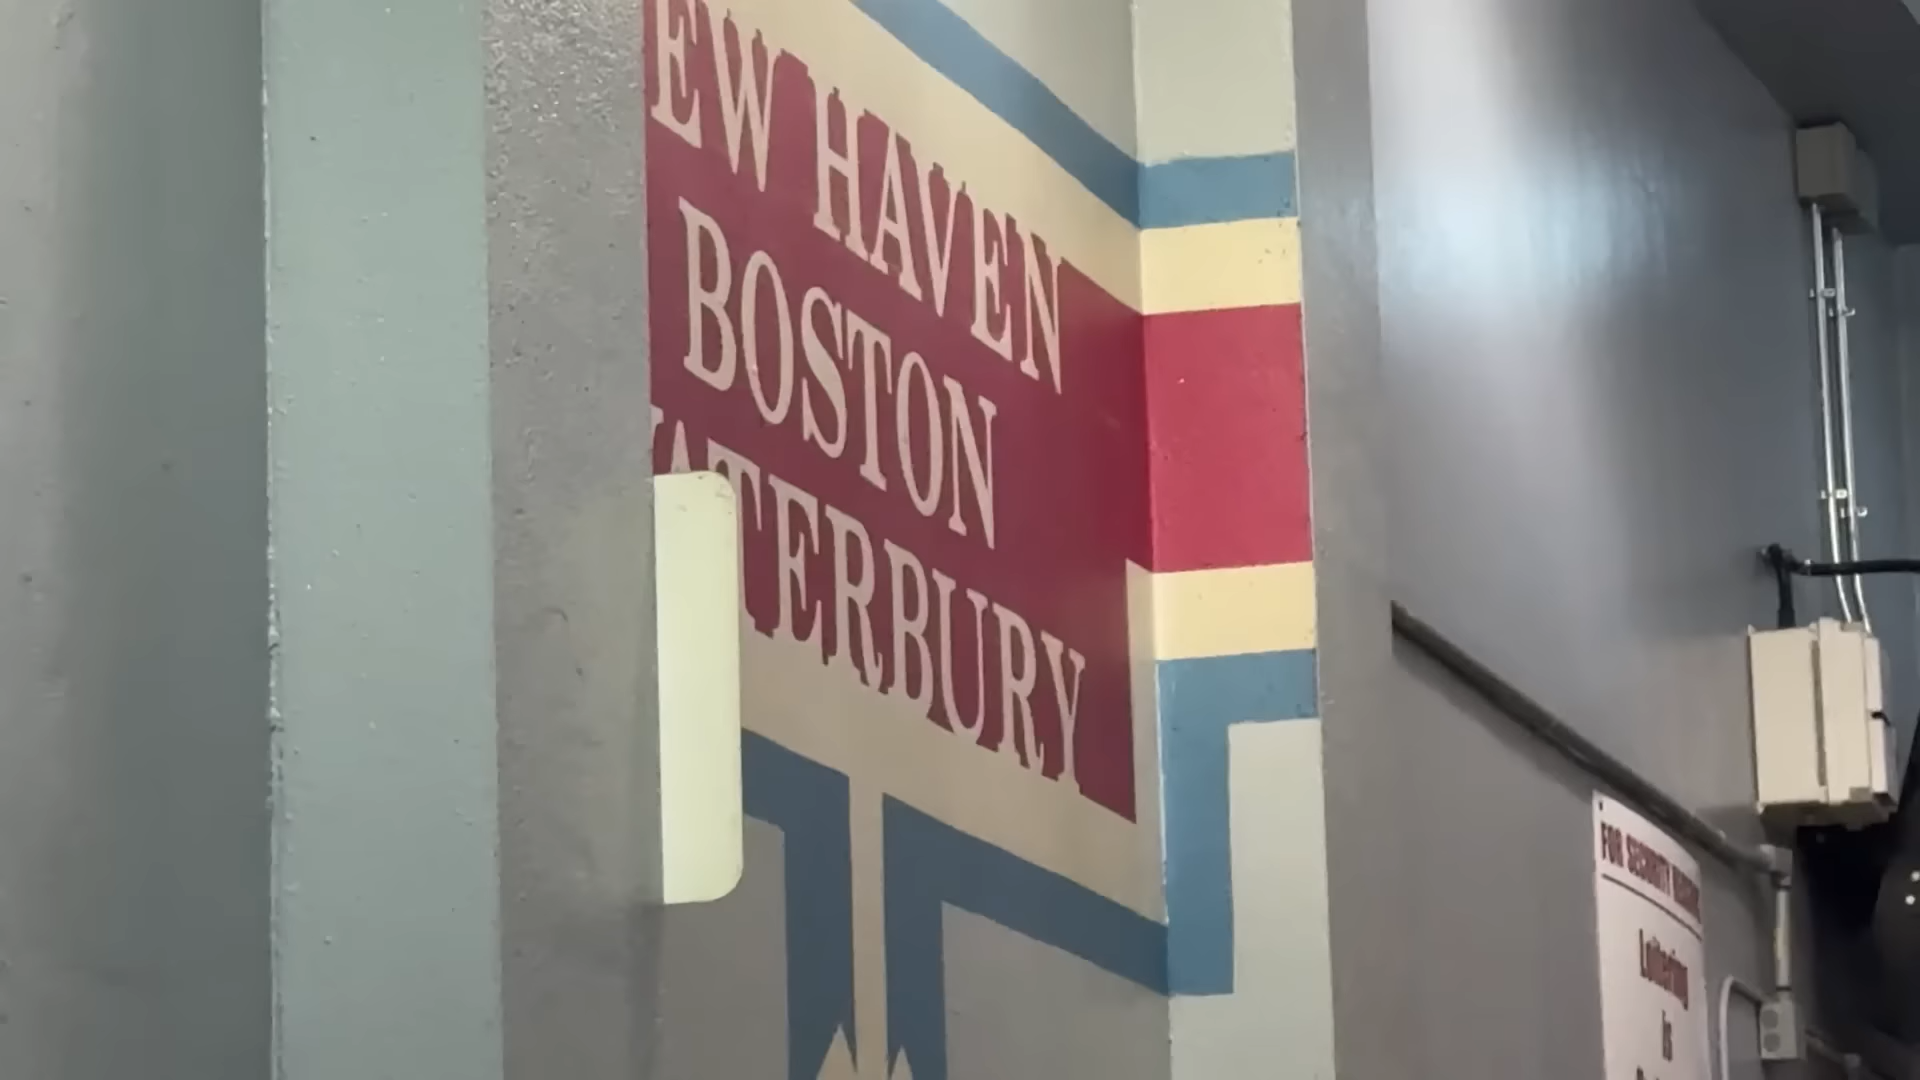 EW HAVEN
BOSTON
ATERBURY
FOR SECURITY
Loitering
is